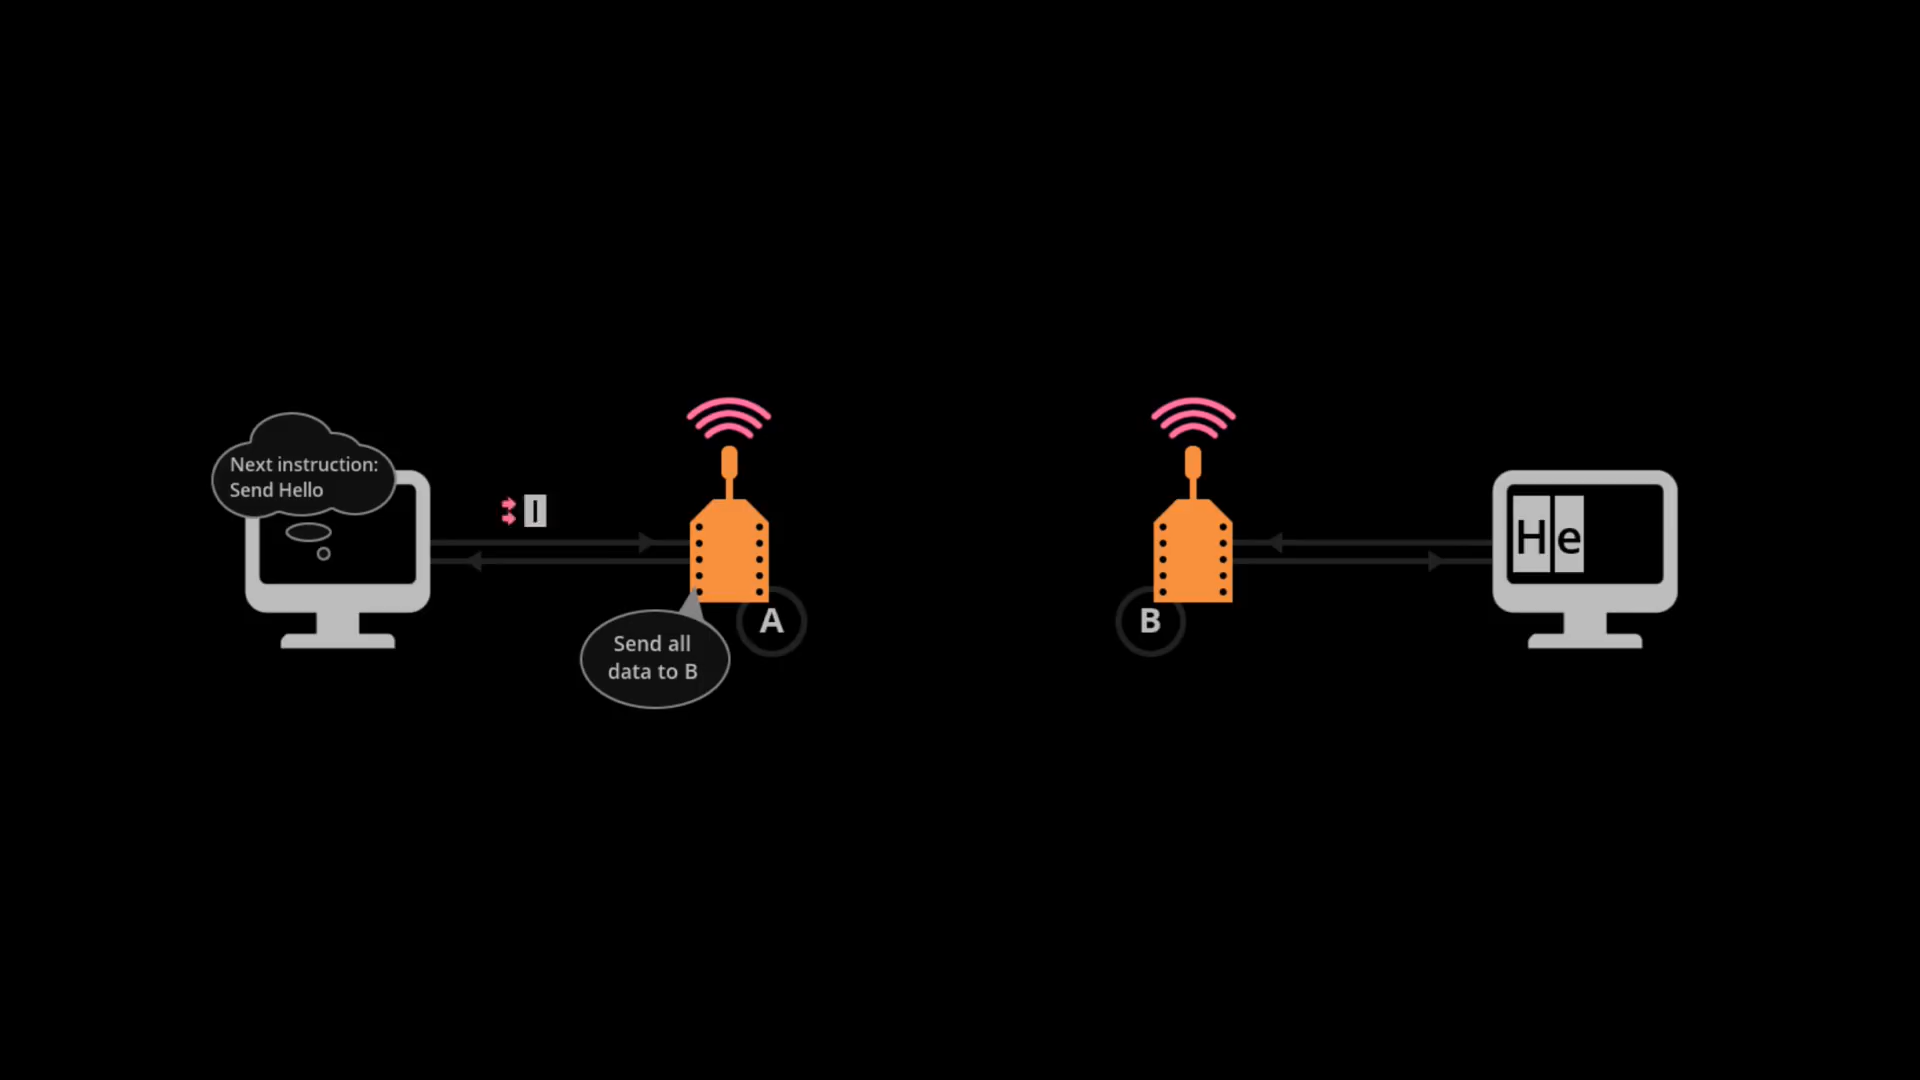 Next instruction:
Send Hello
l
A
Send all
data to B
B
He